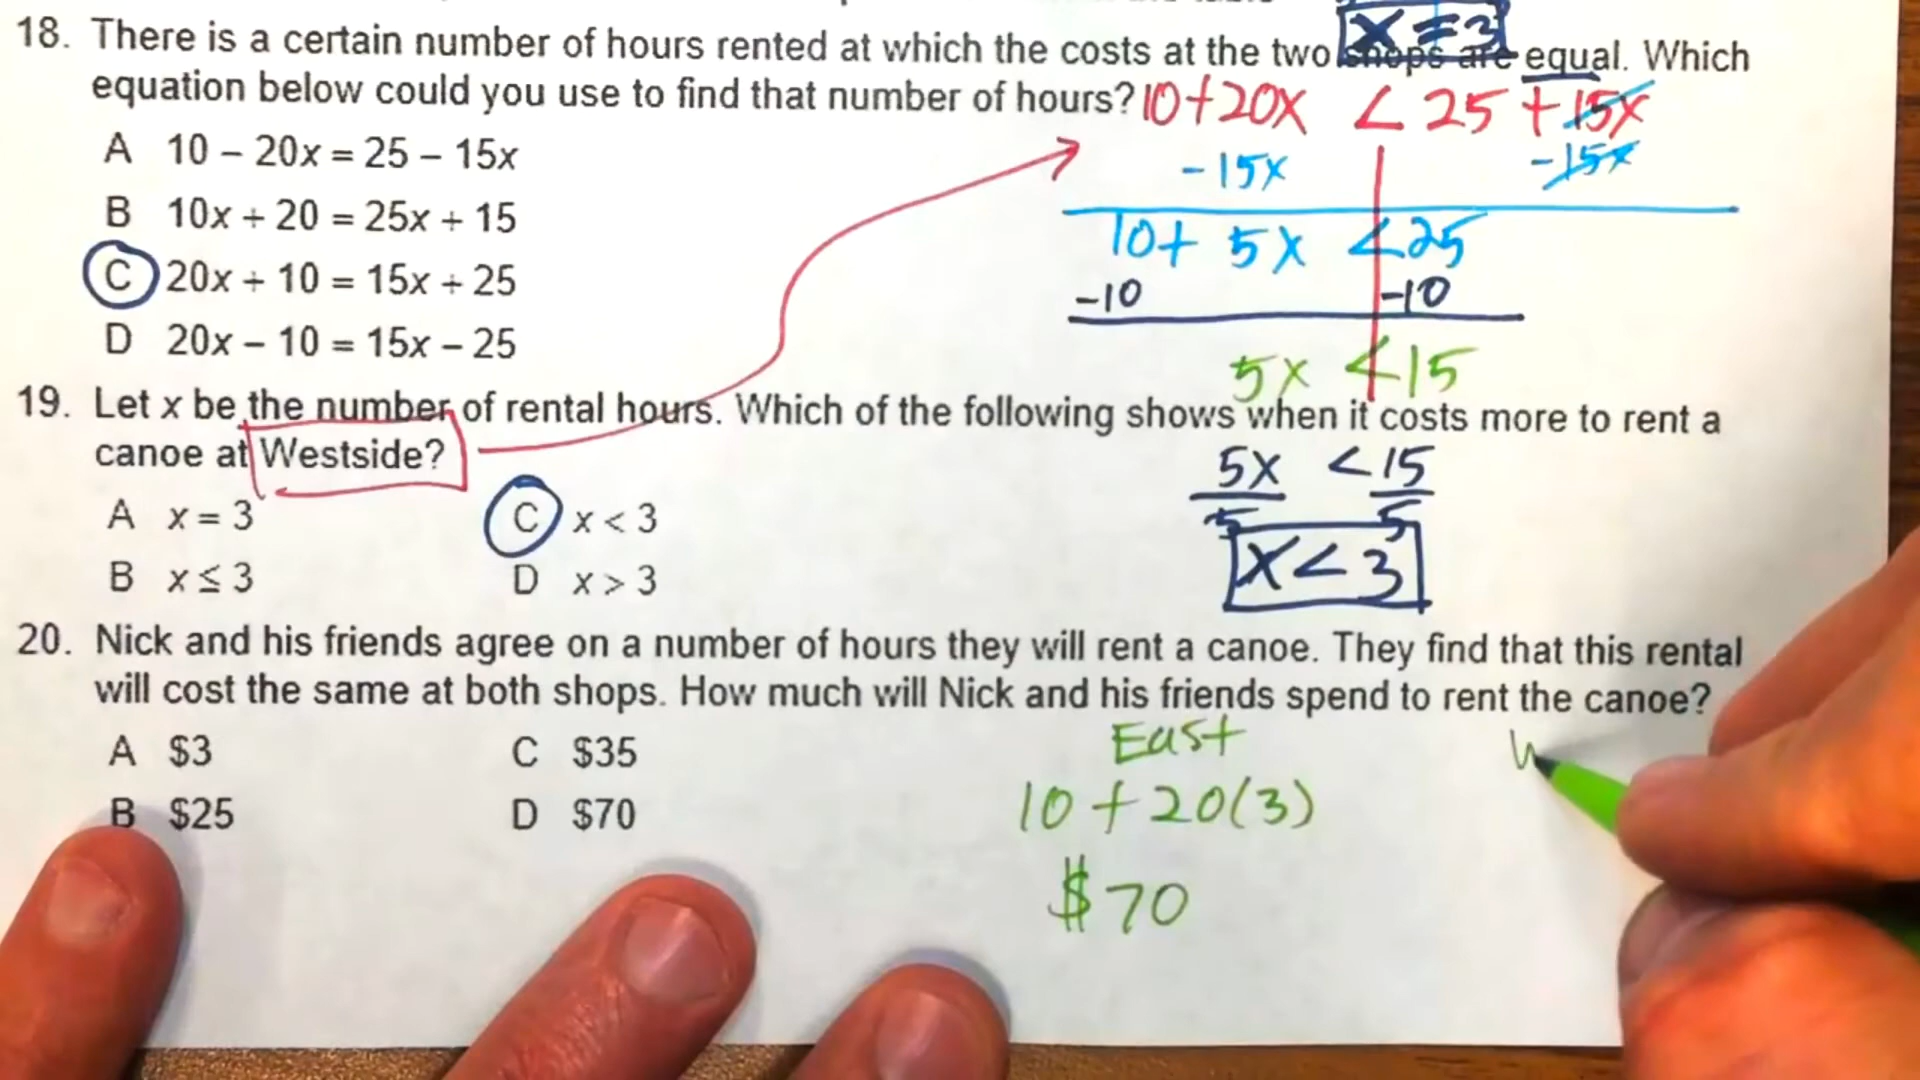 x = 3
18. There is a certain number of hours rented at which the costs at the two shops are equal. Which
equation below could you use to find that number of hours? 10+20x < 25 + 15x
A 10 – 20x = 25 – 15x
-15x -15x
B 10x + 20 = 25x + 15
10+ 5x < 25
C 20x + 10 = 15x + 25
-10 -10
D 20x – 10 = 15x – 25
5x < 15
19. Let x be the number of rental hours. Which of the following shows when it costs more to rent a
canoe at Westside?
5x < 15
5 5
A x = 3 C x < 3
x < 3
B x ≤ 3 D x > 3
20. Nick and his friends agree on a number of hours they will rent a canoe. They find that this rental
will cost the same at both shops. How much will Nick and his friends spend to rent the canoe?
East
A $3 C $35
10 + 20(3)
B $25 D $70
$70